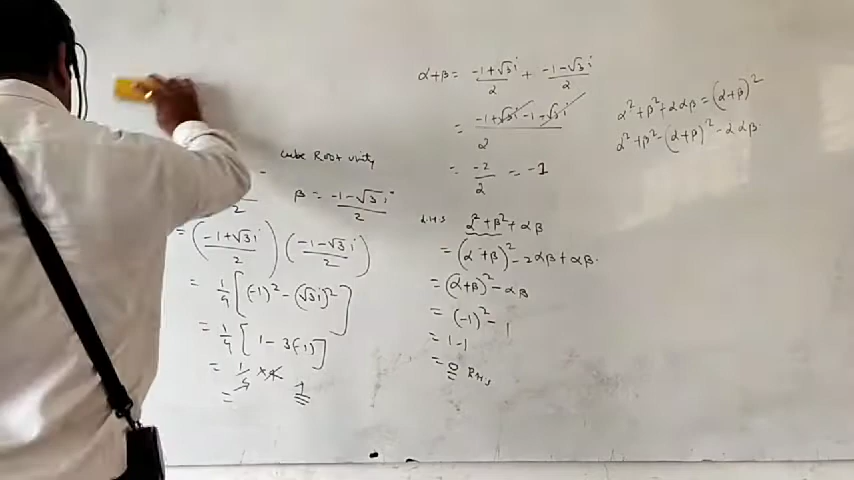 cube Root unity
β = -1-√3i / 2
= (-1+√3i / 2) (-1-√3i / 2)
= 1/4 [(-1)² - (√3i)²]
= 1/4 [1 - 3(-1)]
= 1/4 × 4
= 1
α+β = -1+√3i / 2 + -1-√3i / 2
= -1+√3i-1-√3i / 2
= -2 / 2 = -1
L.H.S α²+β²+αβ
= (α+β)² - 2αβ + αβ.
= (α+β)² - αβ
= (-1)² - 1
= 1-1
= 0 RHS
α²+β²+2αβ = (α+β)²
α²+β² = (α+β)² - 2αβ.